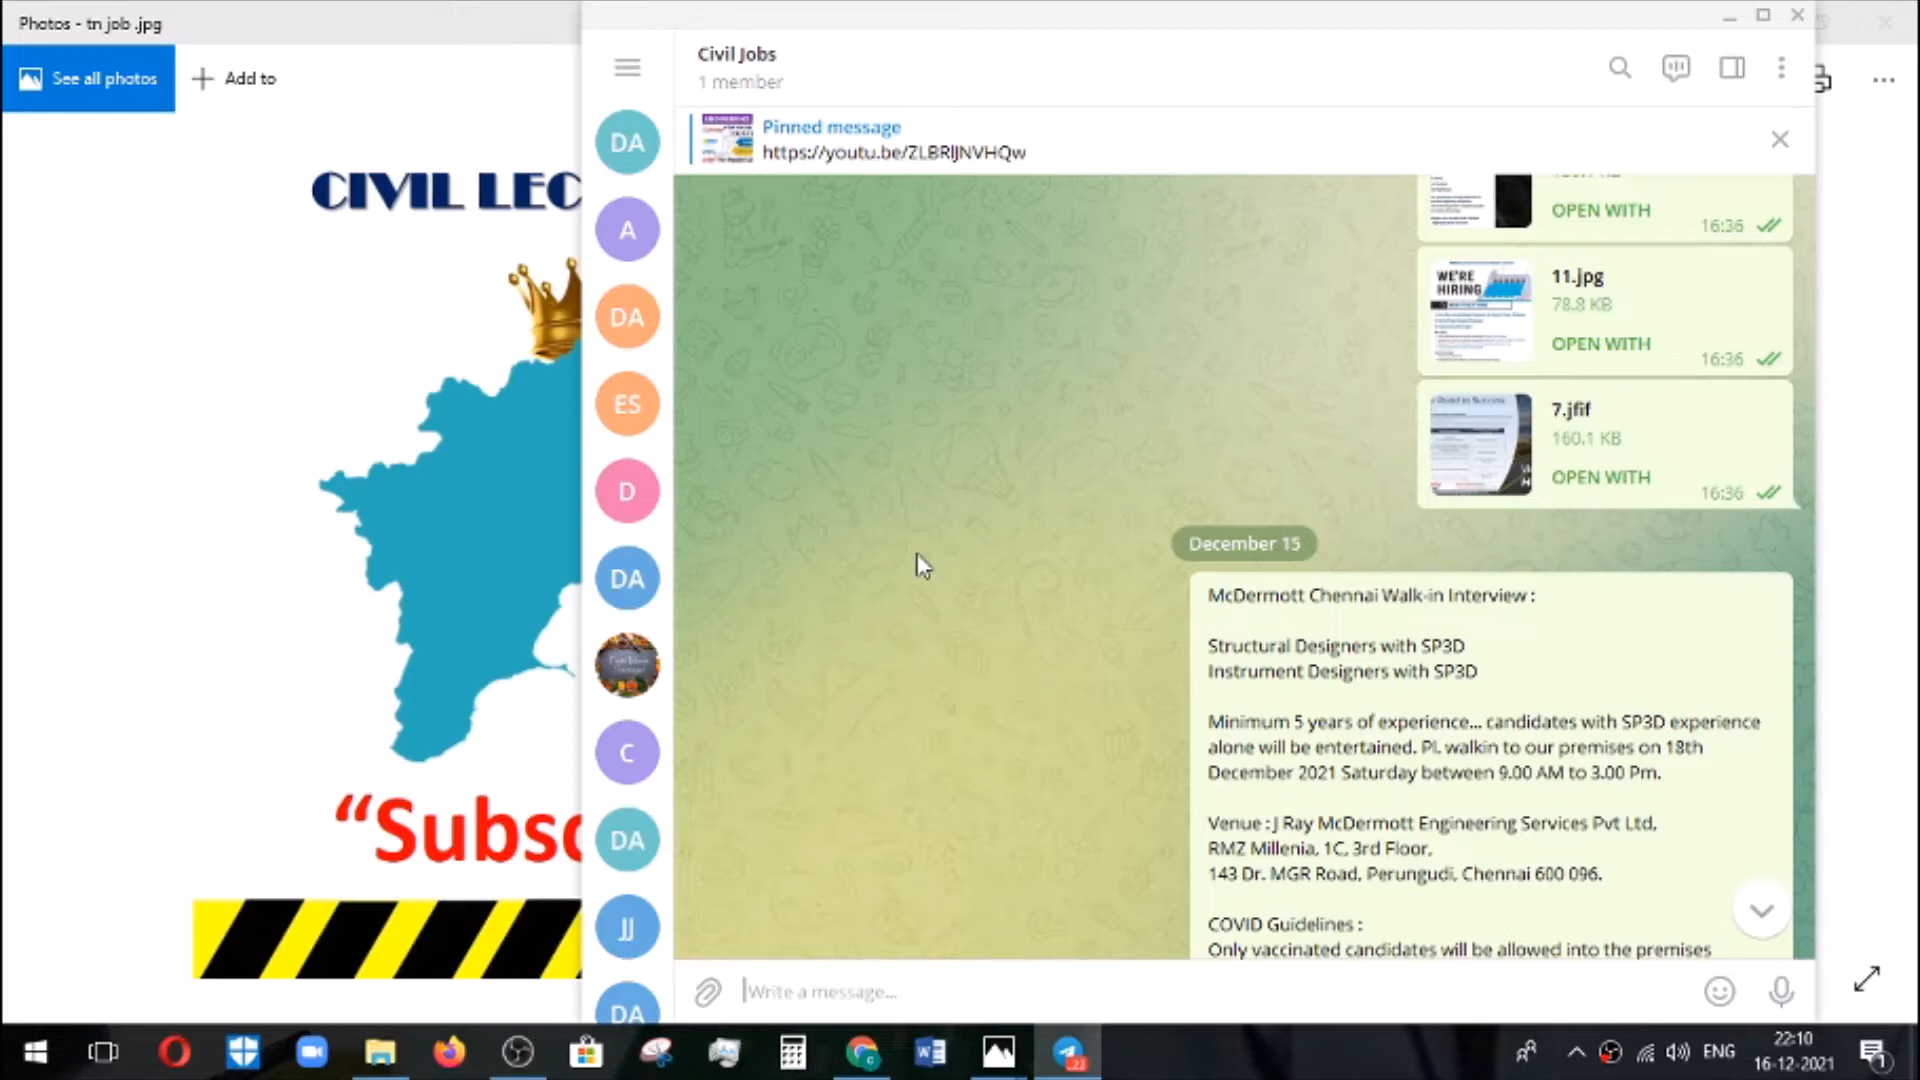 Photos - tn job .jpg
See all photos
Add to
CIVIL LEC
“Subsc
Civil Jobs
1 member
Pinned message
https://youtu.be/ZLBRlJNVHQw
DA
A
DA
ES
D
DA
C
DA
JJ
DA
OPEN WITH
16:36
WE'RE
HIRING
11.jpg
78.8 KB
OPEN WITH
16:36
7.jfif
160.1 KB
OPEN WITH
16:36
December 15
McDermott Chennai Walk-in Interview :
Structural Designers with SP3D
Instrument Designers with SP3D
Minimum 5 years of experience... candidates with SP3D experience
alone will be entertained. Pl. walkin to our premises on 18th
December 2021 Saturday between 9.00 AM to 3.00 Pm.
Venue : J Ray McDermott Engineering Services Pvt Ltd,
RMZ Millenia, 1C, 3rd Floor,
143 Dr. MGR Road, Perungudi, Chennai 600 096.
COVID Guidelines :
Only vaccinated candidates will be allowed into the premises
Write a message...
ENG
22:10
16-12-2021